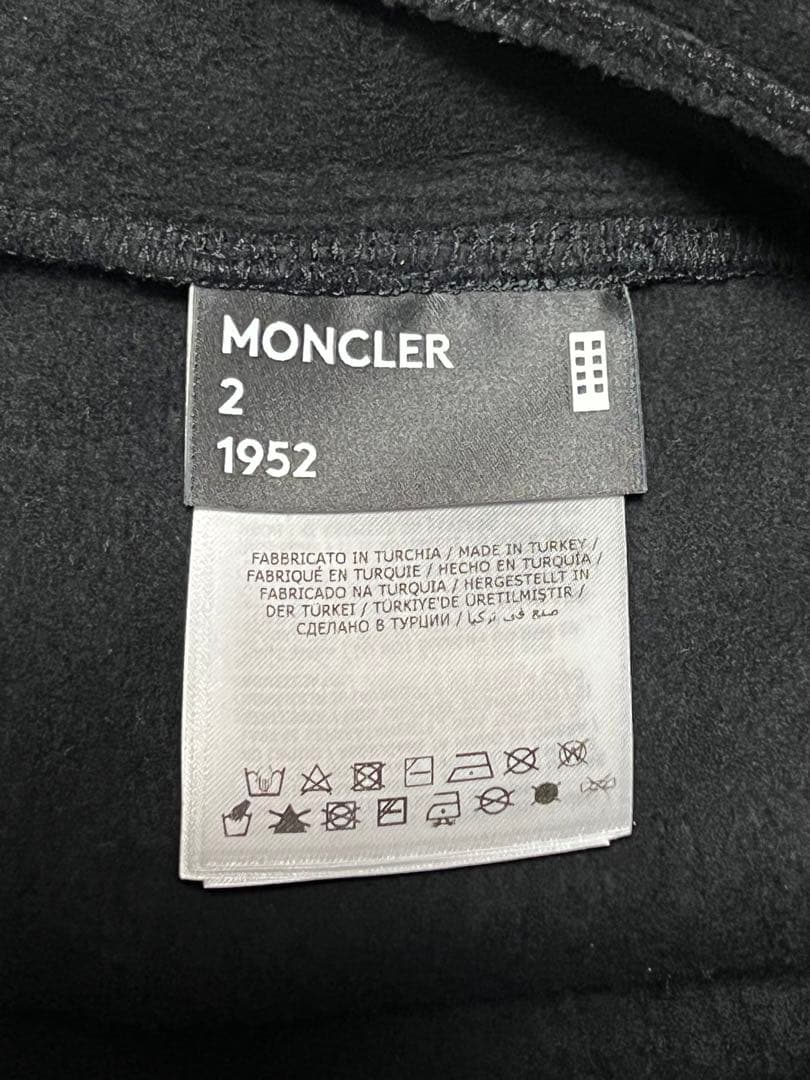 MONCLER
2
1952
FABBRICATO IN TURCHIA / MADE IN TURKEY /
FABRIQUÉ EN TURQUIE / HECHO EN TURQUÍA /
FABRICADO NA TURQUIA / HERGESTELLT IN
DER TÜRKEI / TÜRKIYE'DE ÜRETILMIŞTIR /
СДЕЛАНО В ТУРЦИИ / صنع في تركيا